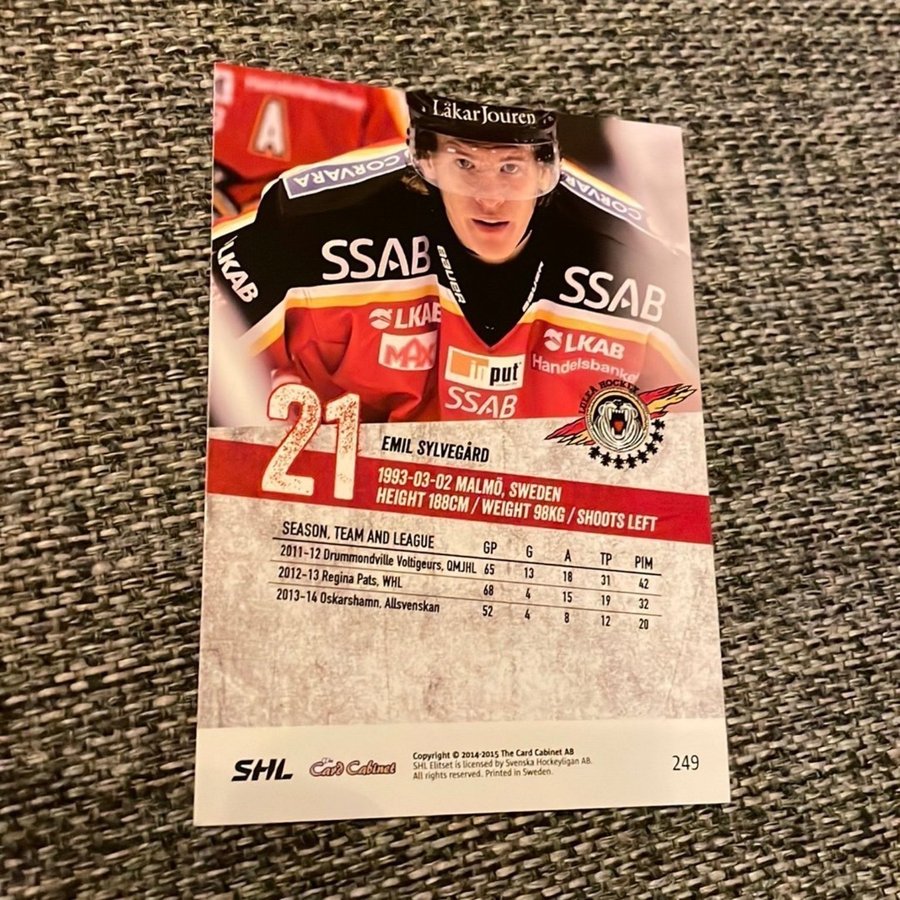 LäkarJouren
A
CORVARA
CORVARA
LKAB
SSAB
BAUER
SSAB
LKAB
LKAB
MAX
input
Handelsbanken
SSAB
LULEÅ HOCKEY
21
EMIL SYLVEGÅRD
1993-03-02 MALMÖ, SWEDEN
HEIGHT 188CM / WEIGHT 98KG / SHOOTS LEFT
SEASON, TEAM AND LEAGUE GP G A TP PIM
2011-12 Drummondville Voltigeurs, QMJHL 65 13 18 31 42
2012-13 Regina Pats, WHL 68 4 15 19 32
2013-14 Oskarshamn, Allsvenskan 52 4 8 12 20
SHL
The Card Cabinet
Copyright © 2014-2015 The Card Cabinet AB
SHL Elitset is licensed by Svenska Hockeyligan AB.
All rights reserved. Printed in Sweden.
249